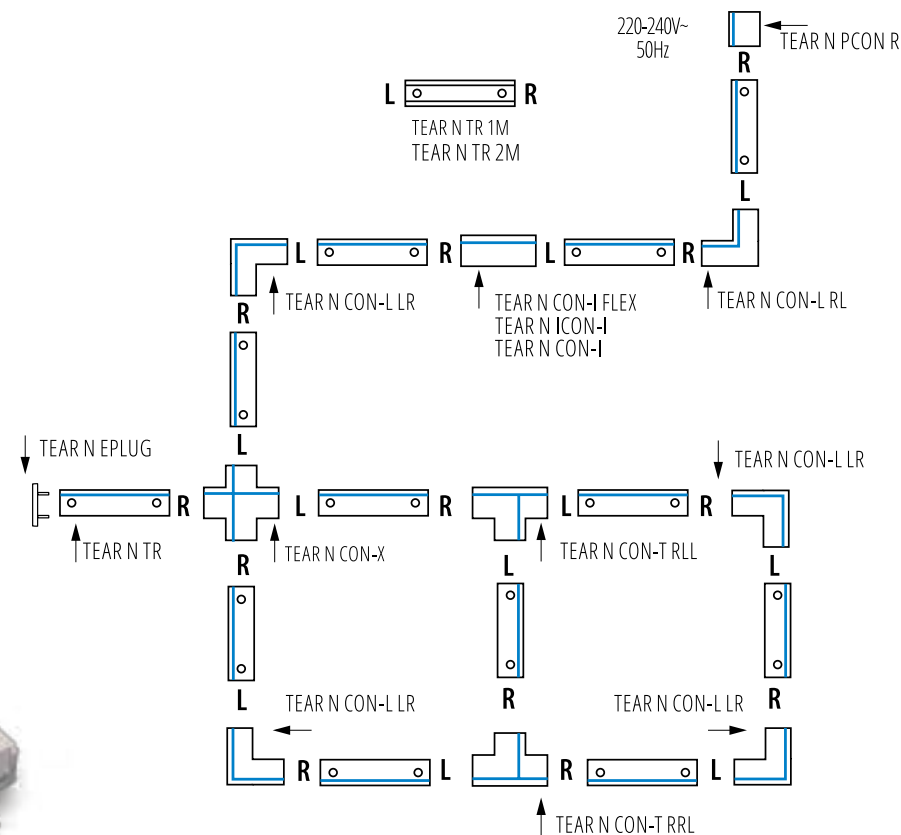 220-240V~
50Hz
TEAR N PCON R
R
L R
TEAR N TR 1M
TEAR N TR 2M
L
L R L R
TEAR N CON-L LR
TEAR N CON-I FLEX
TEAR N ICON-I
TEAR N CON-I
TEAR N CON-L RL
R
L
TEAR N EPLUG
TEAR N CON-L LR
R L R L R
TEAR N TR
TEAR N CON-X
TEAR N CON-T RLL
R
L
L
L
R
R
TEAR N CON-L LR
TEAR N CON-L LR
R L R L
TEAR N CON-T RRL